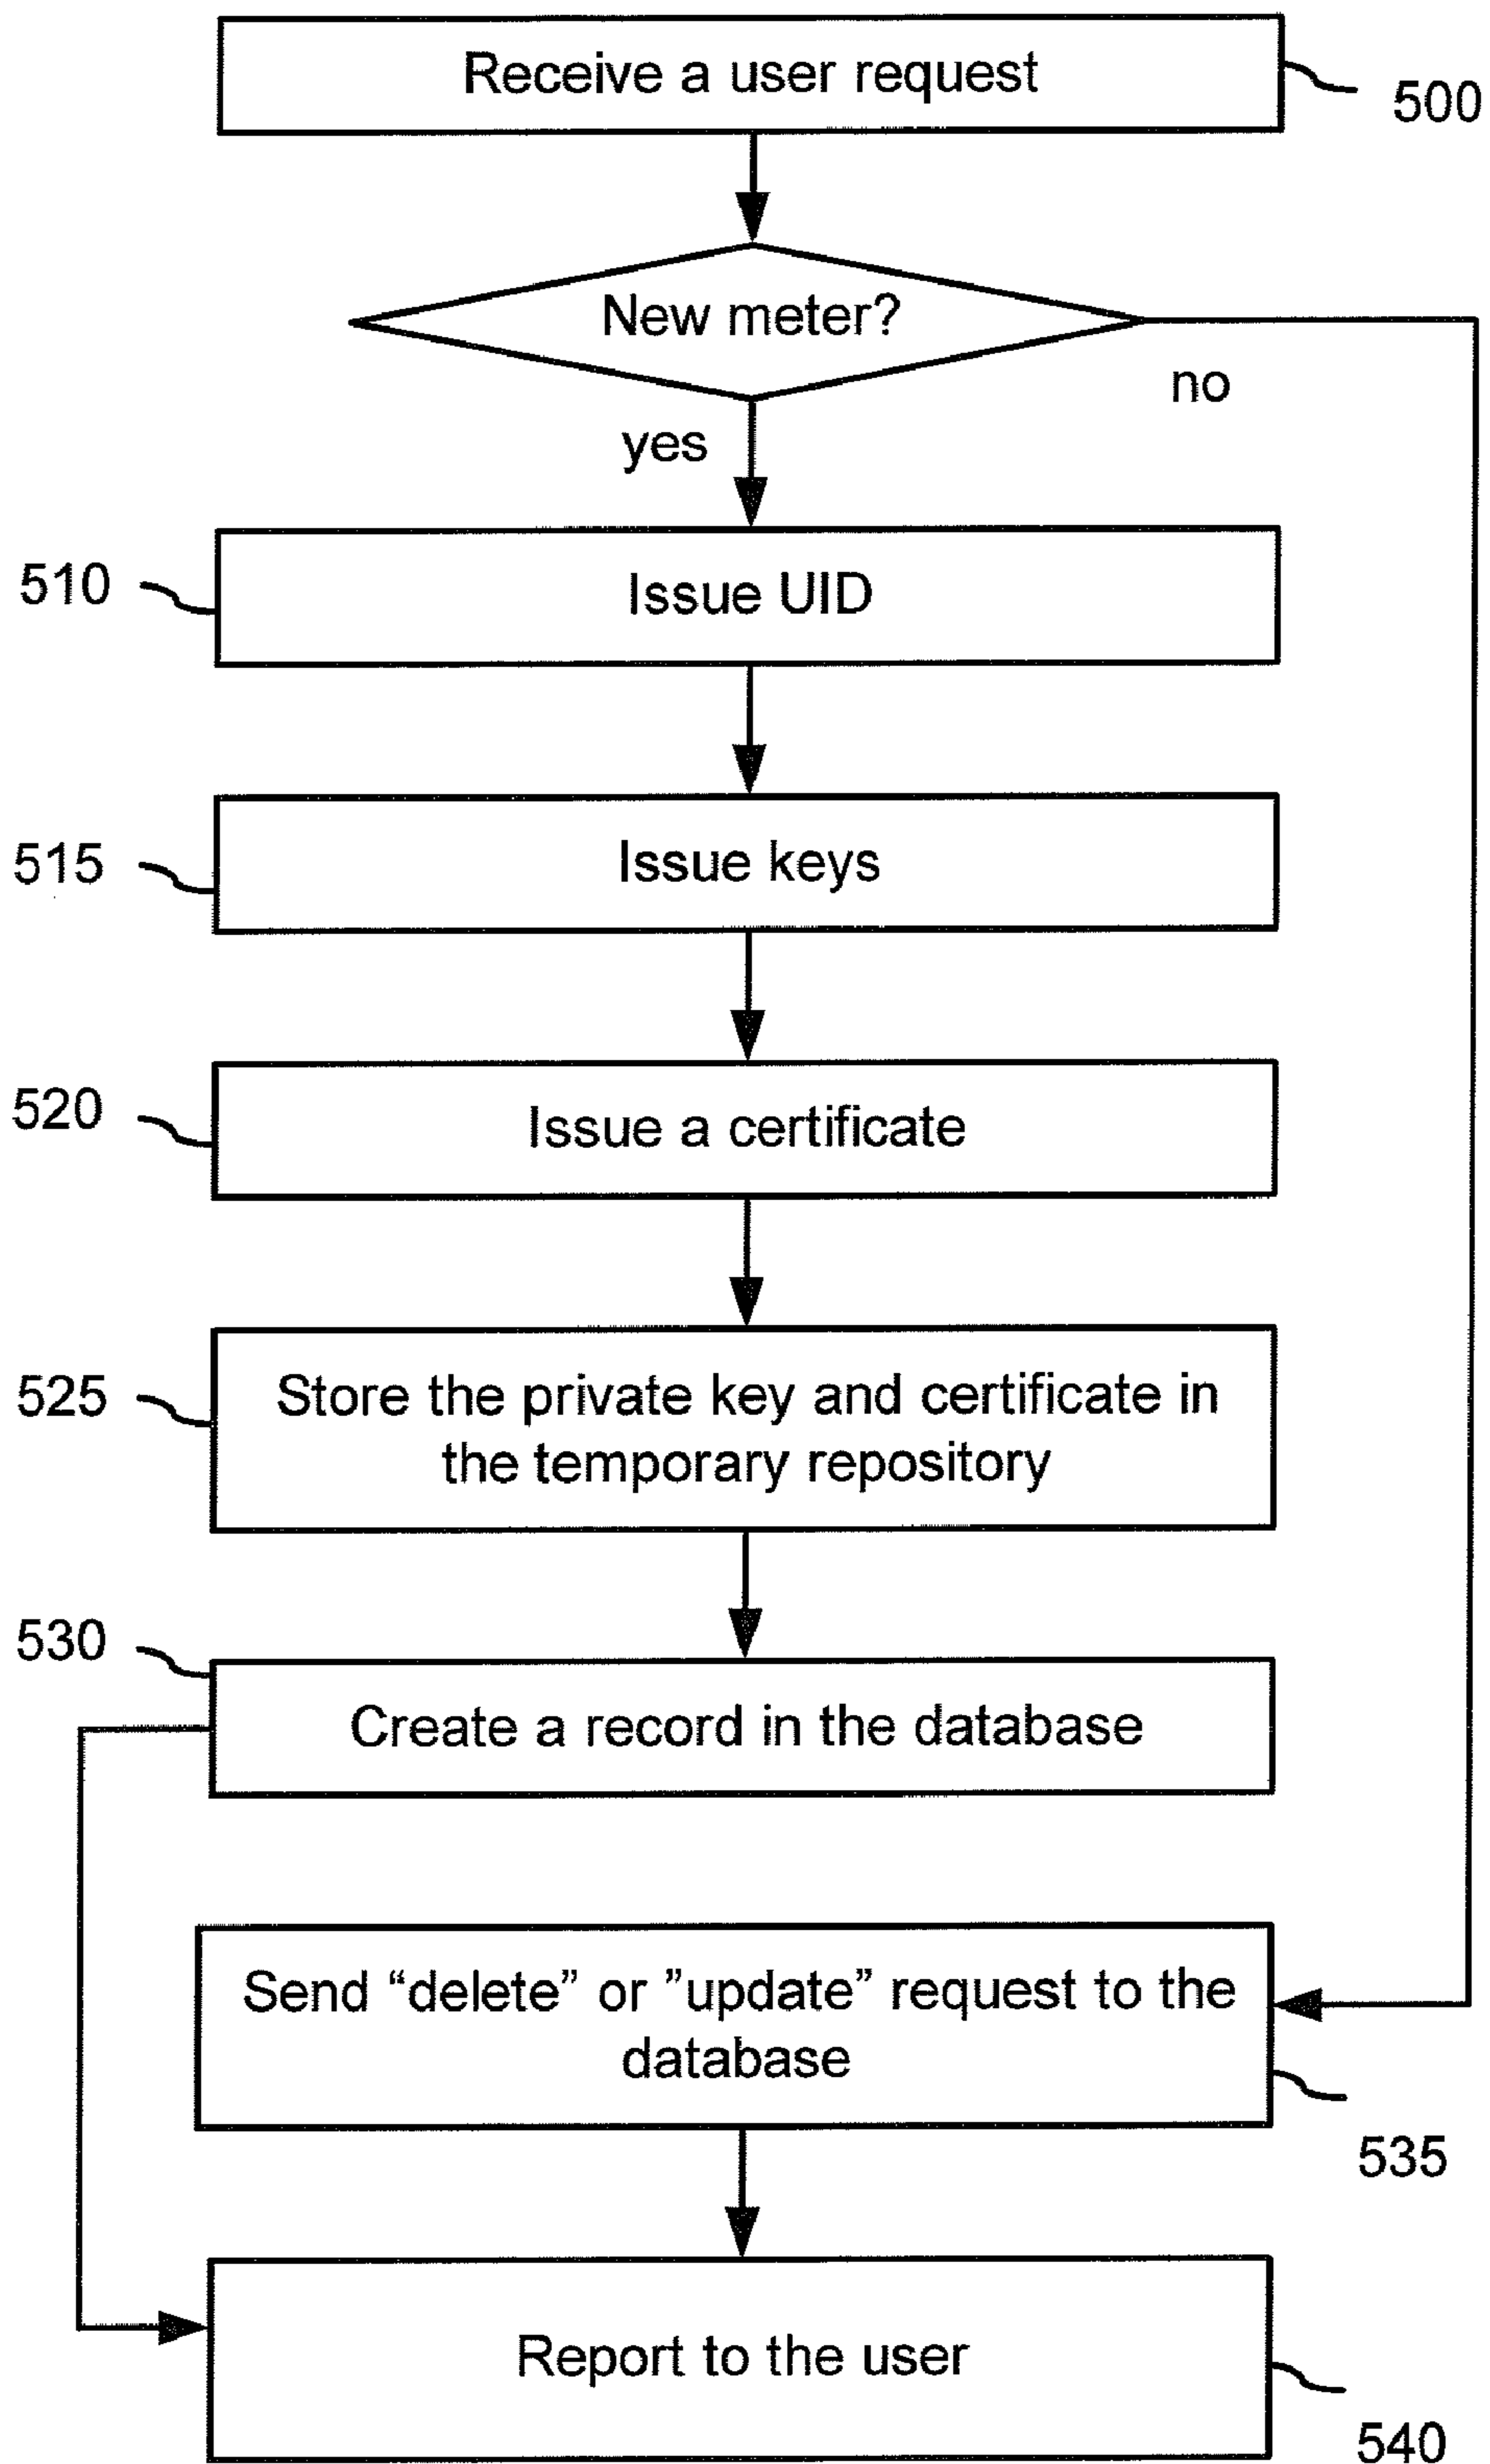 Receive a user request
500
New meter?
no
yes
510
Issue UID
515
Issue keys
520
Issue a certificate
525
Store the private key and certificate in
the temporary repository
530
Create a record in the database
Send “delete” or ”update” request to the
database
535
Report to the user
540